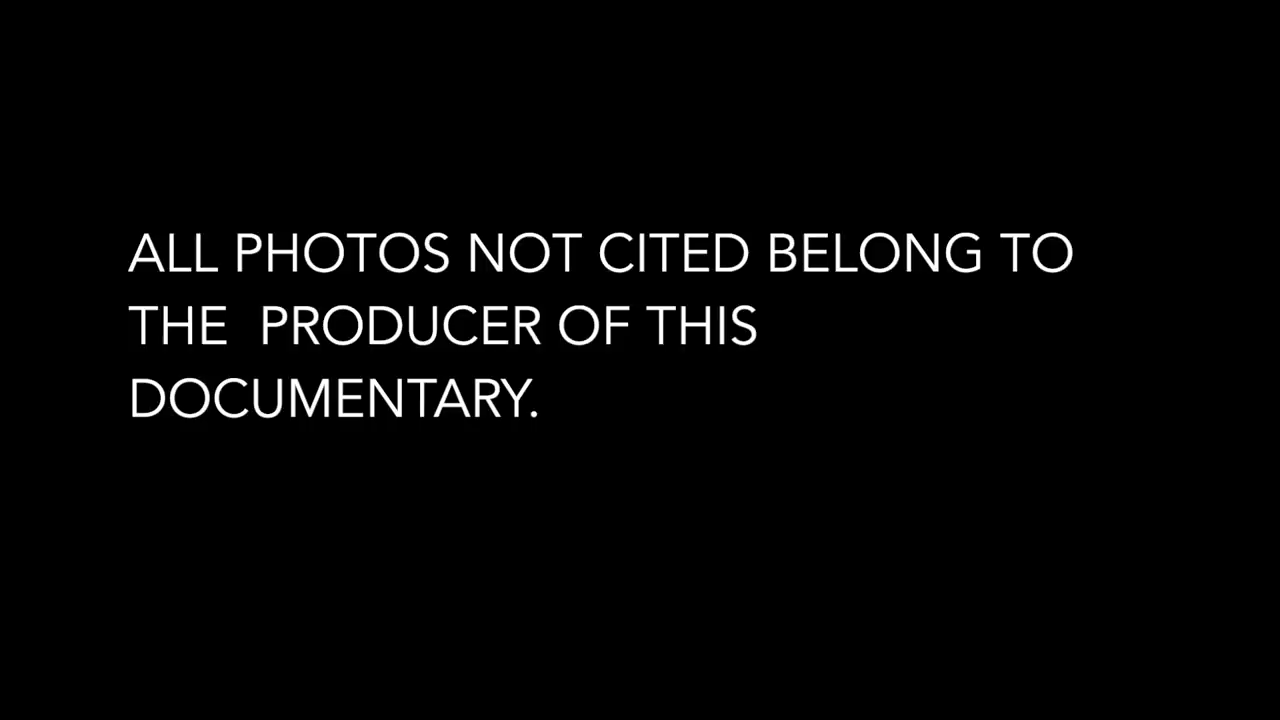 ALL PHOTOS NOT CITED BELONG TO
THE  PRODUCER OF THIS
DOCUMENTARY.